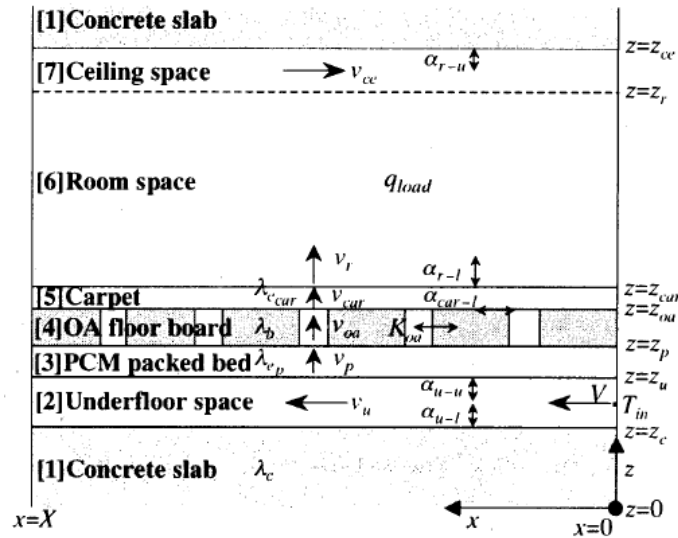 [1]Concrete slab
z=z_ce
α_r-u
[7]Ceiling space
v_ce
z=z_r
[6]Room space
q_load
v_r
α_r-l
[5]Carpet
λ_e_car
v_car
α_car-l
z=z_car
z=z_oa
[4]OA floor board
λ_b
v_oa
K_oa
z=z_p
[3]PCM packed bed
λ_e_p
v_p
z=z_u
α_u-u
[2]Underfloor space
v_u
V
T_in
α_u-l
z=z_c
[1]Concrete slab
λ_c
z
z=0
x=X
x
x=0